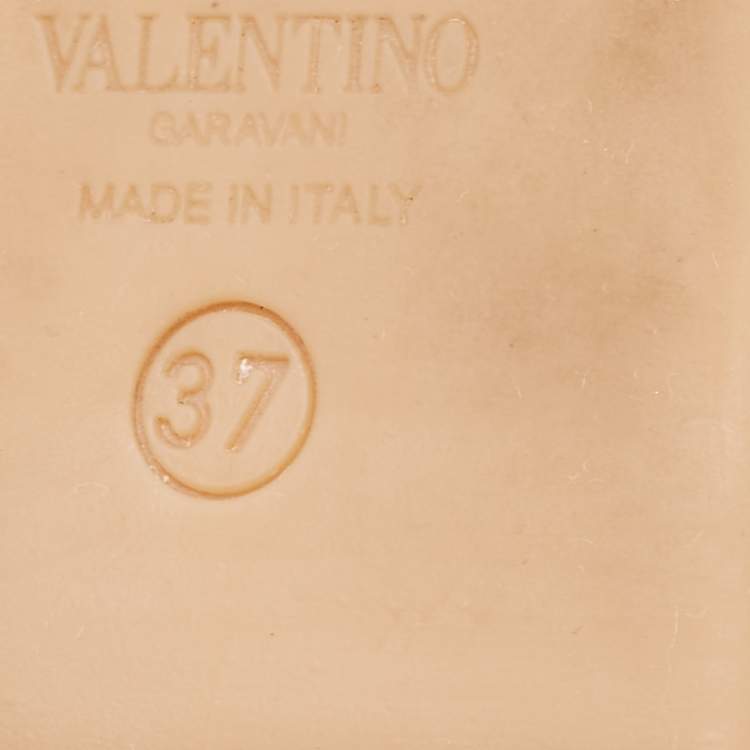 VALENTINO
GARAVANI
MADE IN ITALY
37